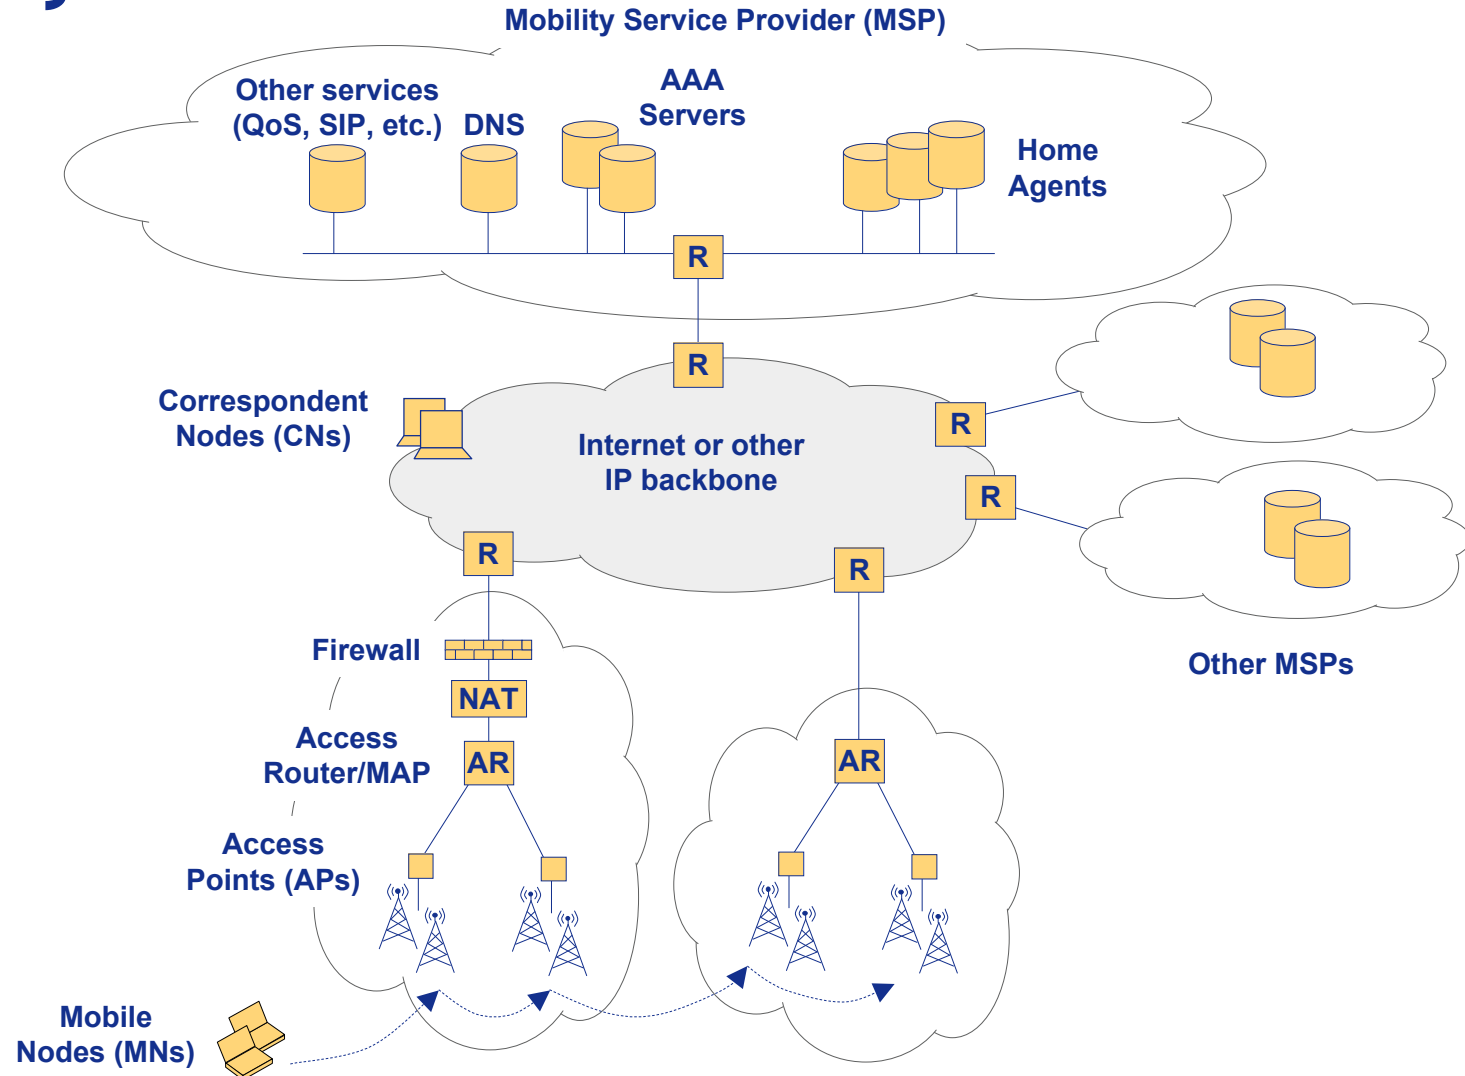 Mobility Service Provider (MSP)
Other services
(QoS, SIP, etc.)
DNS
AAA
Servers
Home
Agents
R
R
Correspondent
Nodes (CNs)
Internet or other
IP backbone
R
R
R
R
Other MSPs
Firewall
NAT
Access
Router/MAP
AR
AR
Access
Points (APs)
Mobile
Nodes (MNs)